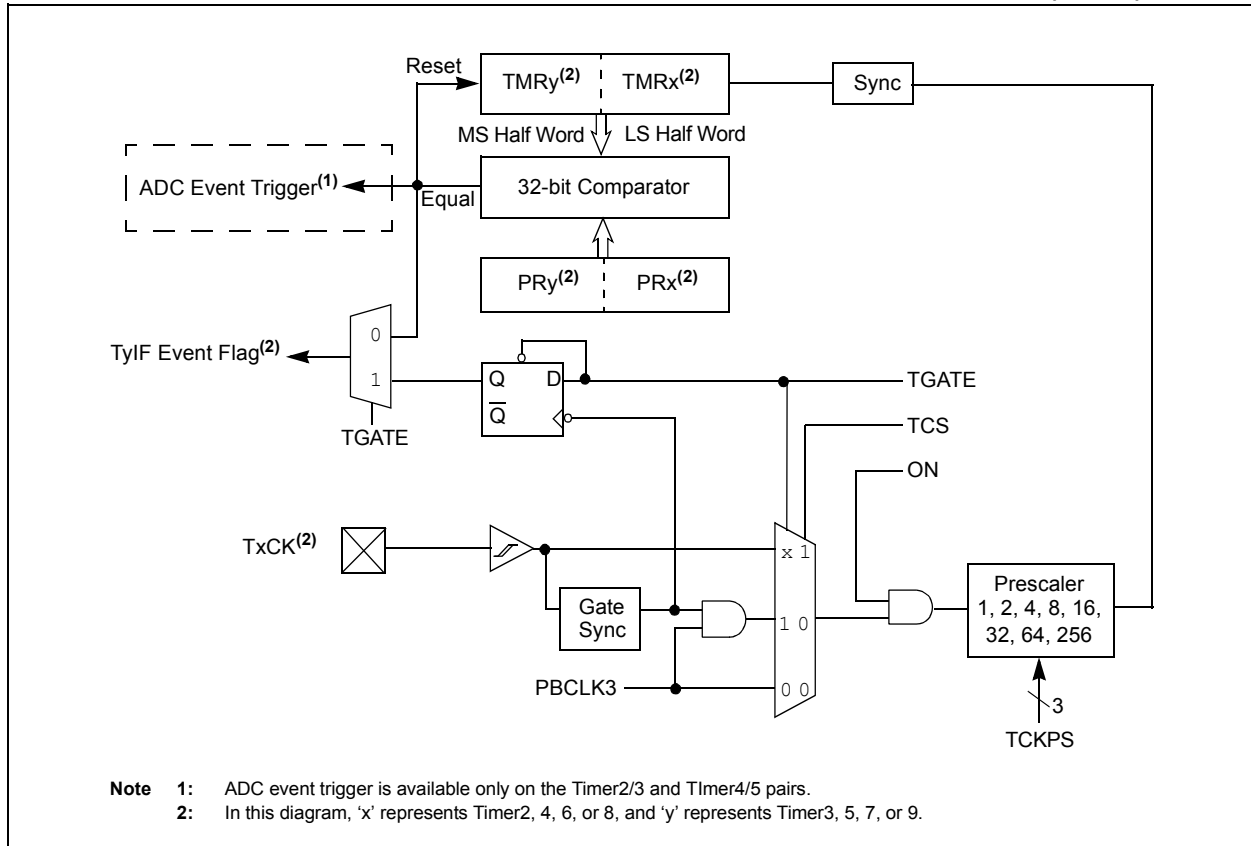 Reset
TMRy(2)
TMRx(2)
Sync
MS Half Word
LS Half Word
ADC Event Trigger(1)
Equal
32-bit Comparator
PRy(2)
PRx(2)
0
1
TyIF Event Flag(2)
TGATE
Q
D
Q
TGATE
TCS
ON
TxCK(2)
x 1
Gate
Sync
1 0
PBCLK3
0 0
Prescaler
1, 2, 4, 8, 16,
32, 64, 256
3
TCKPS
Note 1: ADC event trigger is available only on the Timer2/3 and TImer4/5 pairs.
2: In this diagram, ‘x’ represents Timer2, 4, 6, or 8, and ‘y’ represents Timer3, 5, 7, or 9.